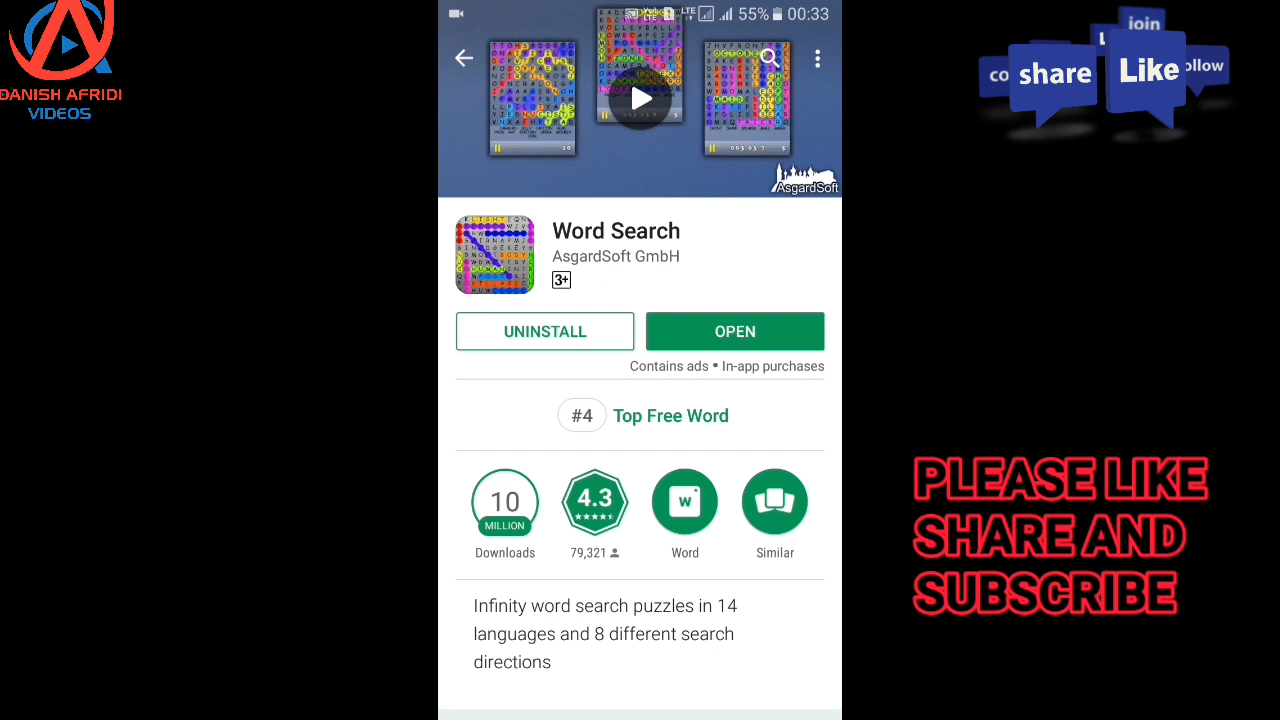 DANISH AFRIDI
VIDEOS
LTE 55% 00:33
AsgardSoft
Word Search
AsgardSoft GmbH
3+
UNINSTALL
OPEN
Contains ads • In-app purchases
#4 Top Free Word
10
MILLION
Downloads
4.3
79,321
Word
Similar
Infinity word search puzzles in 14
languages and 8 different search
directions
join
share
Like
PLEASE LIKE
SHARE AND
SUBSCRIBE